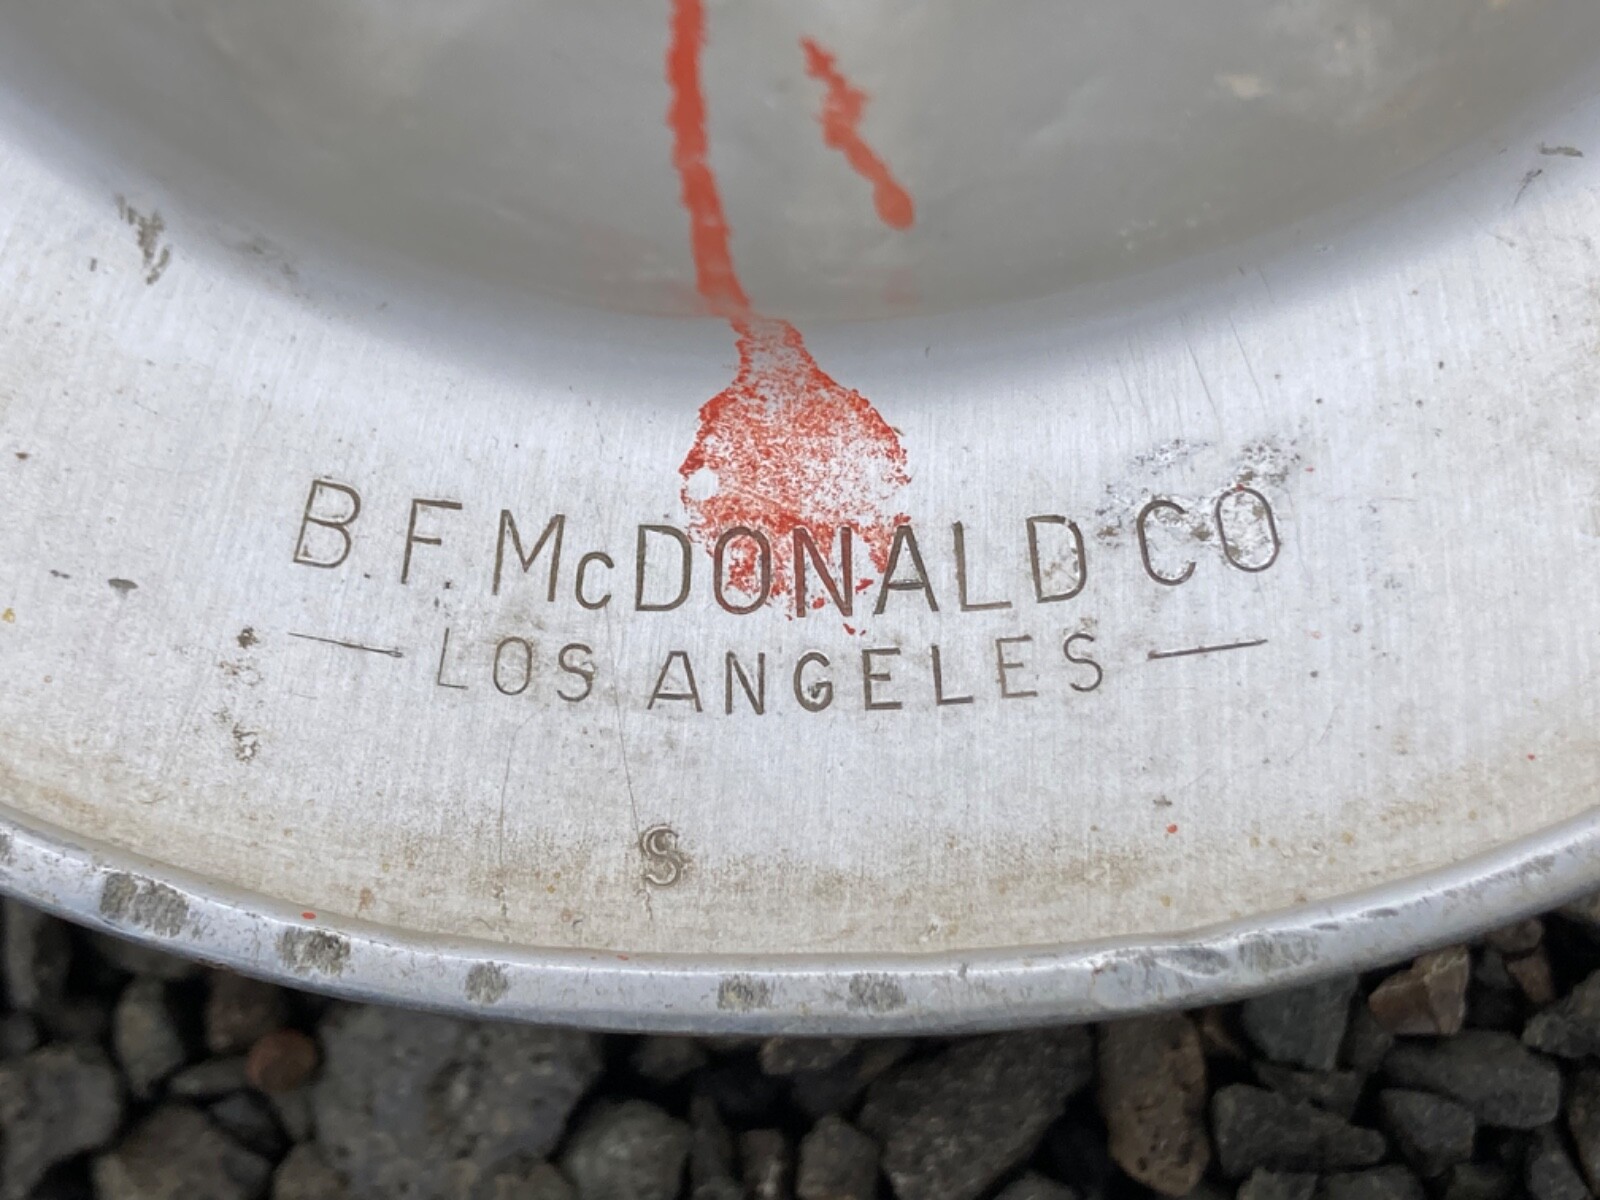 B.F. McDONALD CO
— LOS ANGELES —
S